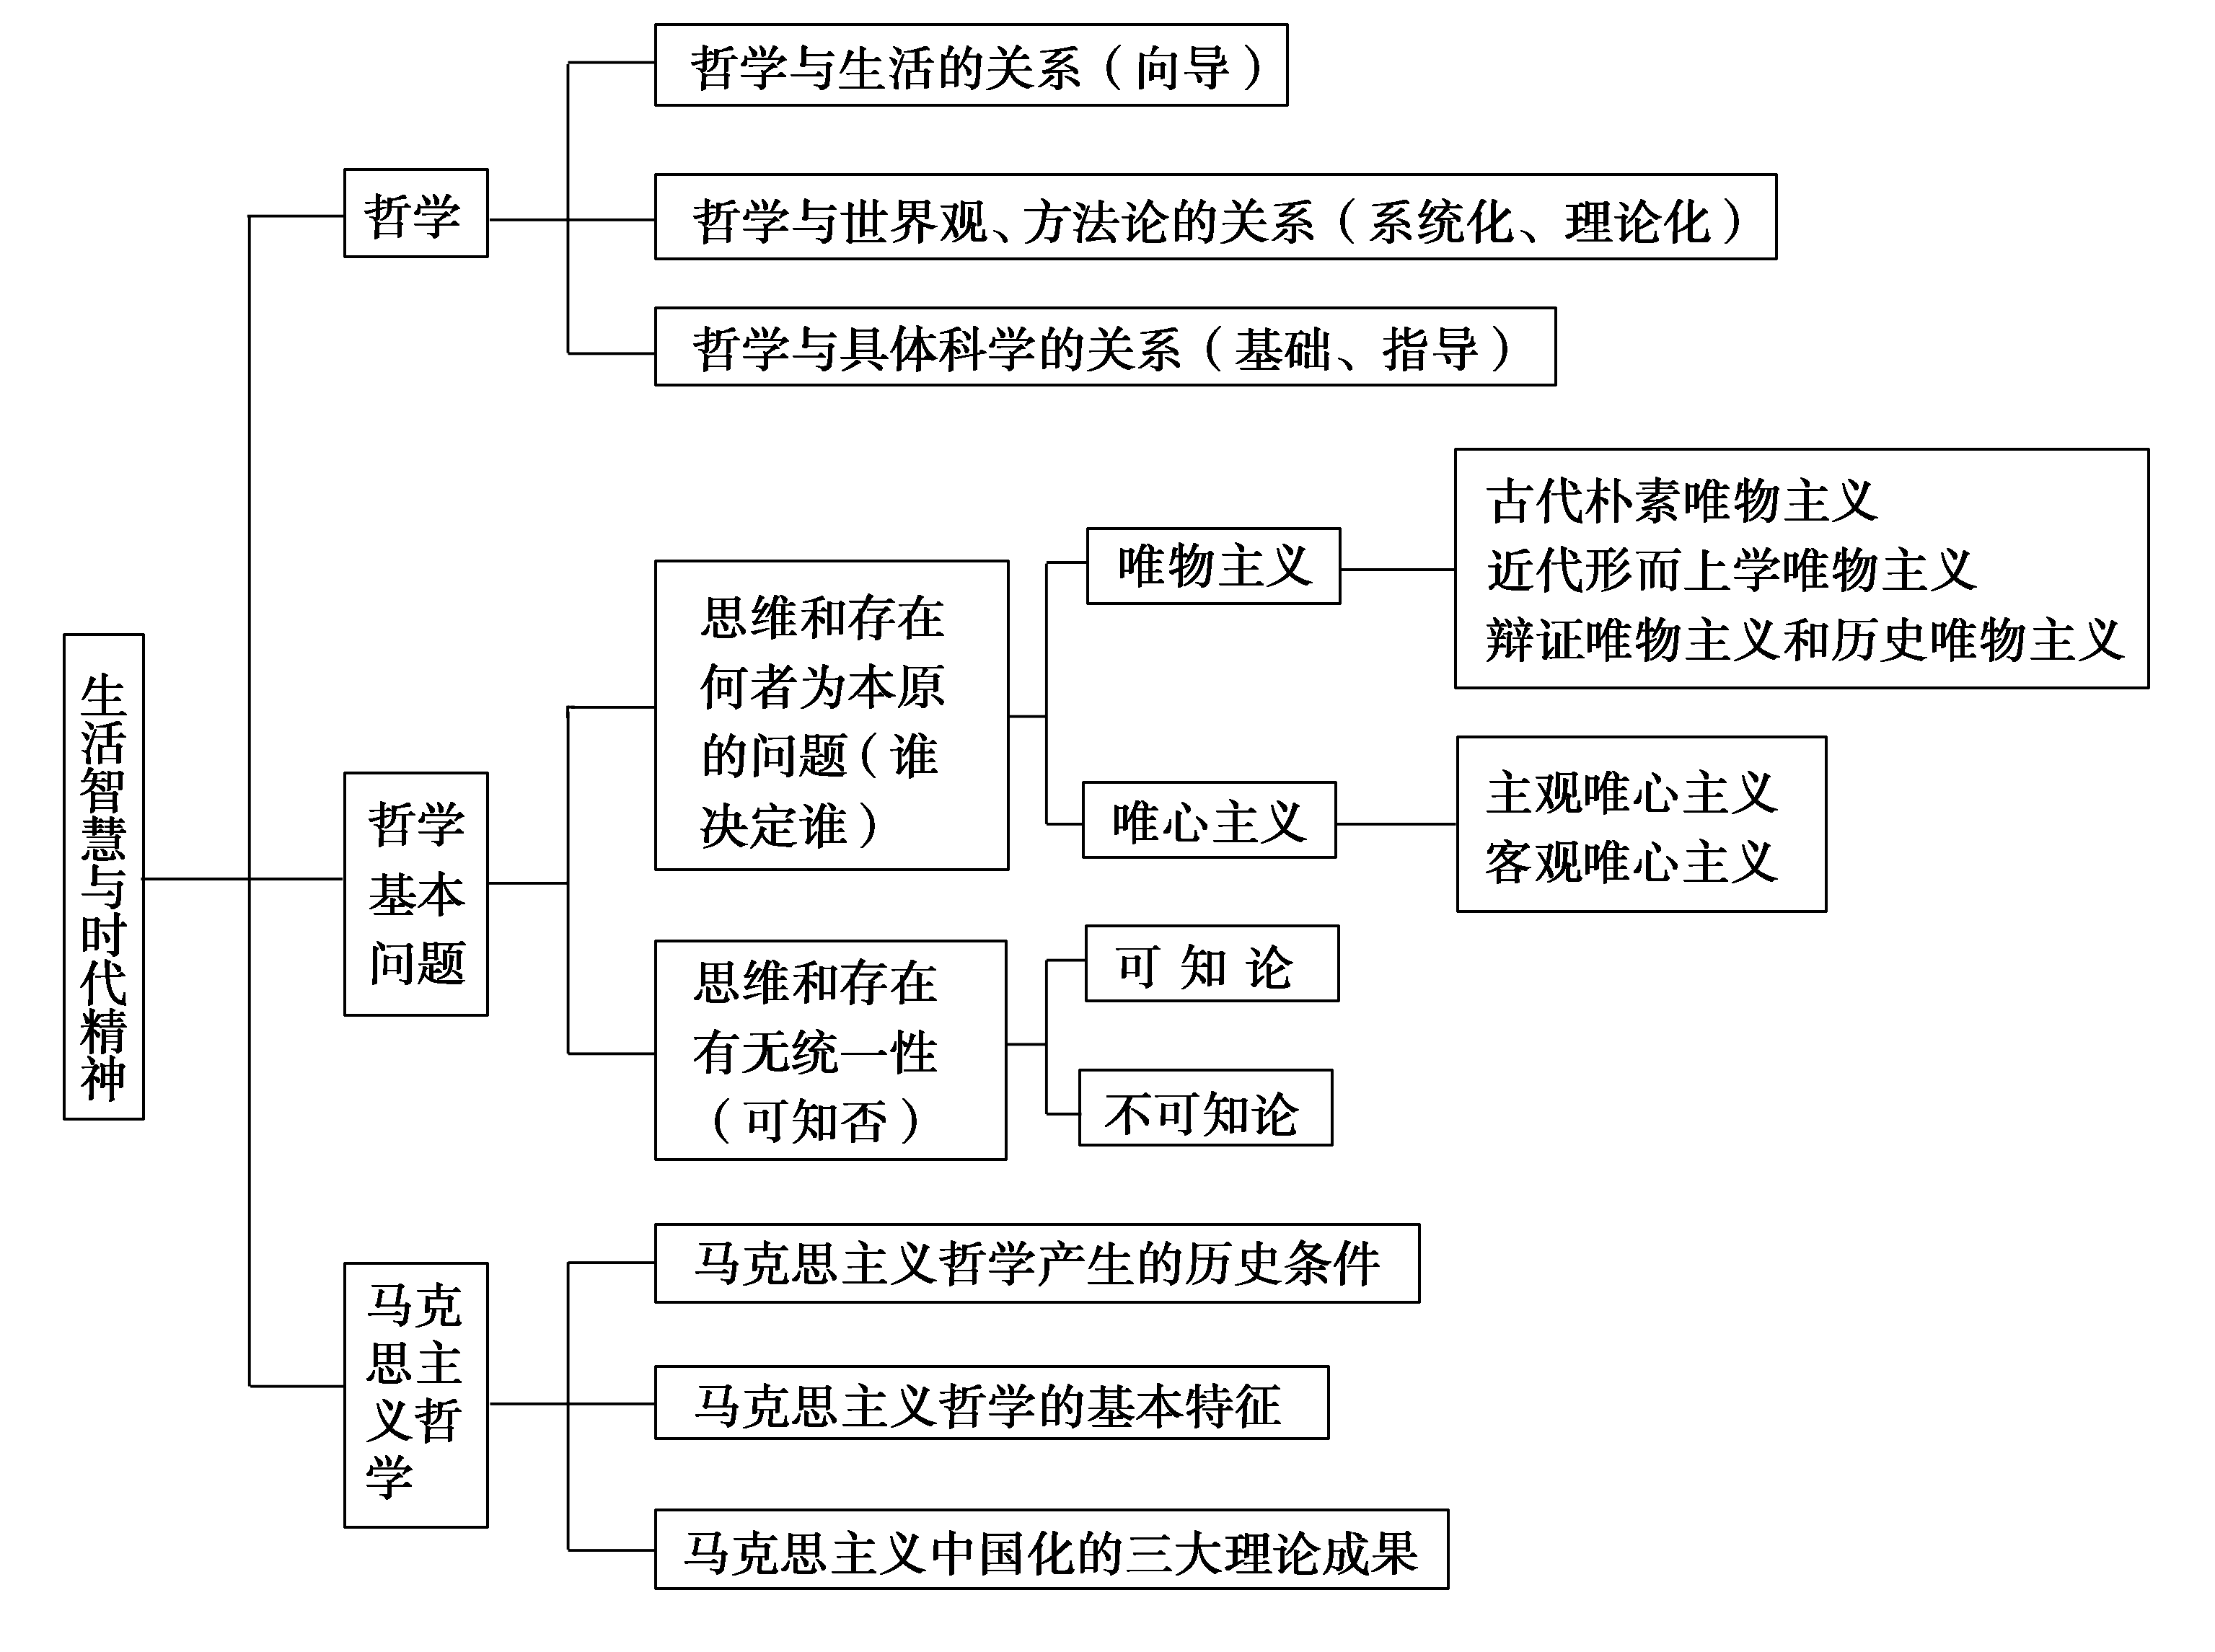 生活智慧与时代精神
哲学
哲学与生活的关系（向导）
哲学与世界观、方法论的关系（系统化、理论化）
哲学与具体科学的关系（基础、指导）
哲学
基本
问题
思维和存在
何者为本原
的问题（谁
决定谁）
唯物主义
古代朴素唯物主义
近代形而上学唯物主义
辩证唯物主义和历史唯物主义
唯心主义
主观唯心主义
客观唯心主义
思维和存在
有无统一性
（可知否）
可知论
不可知论
马克
思主
义哲
学
马克思主义哲学产生的历史条件
马克思主义哲学的基本特征
马克思主义中国化的三大理论成果